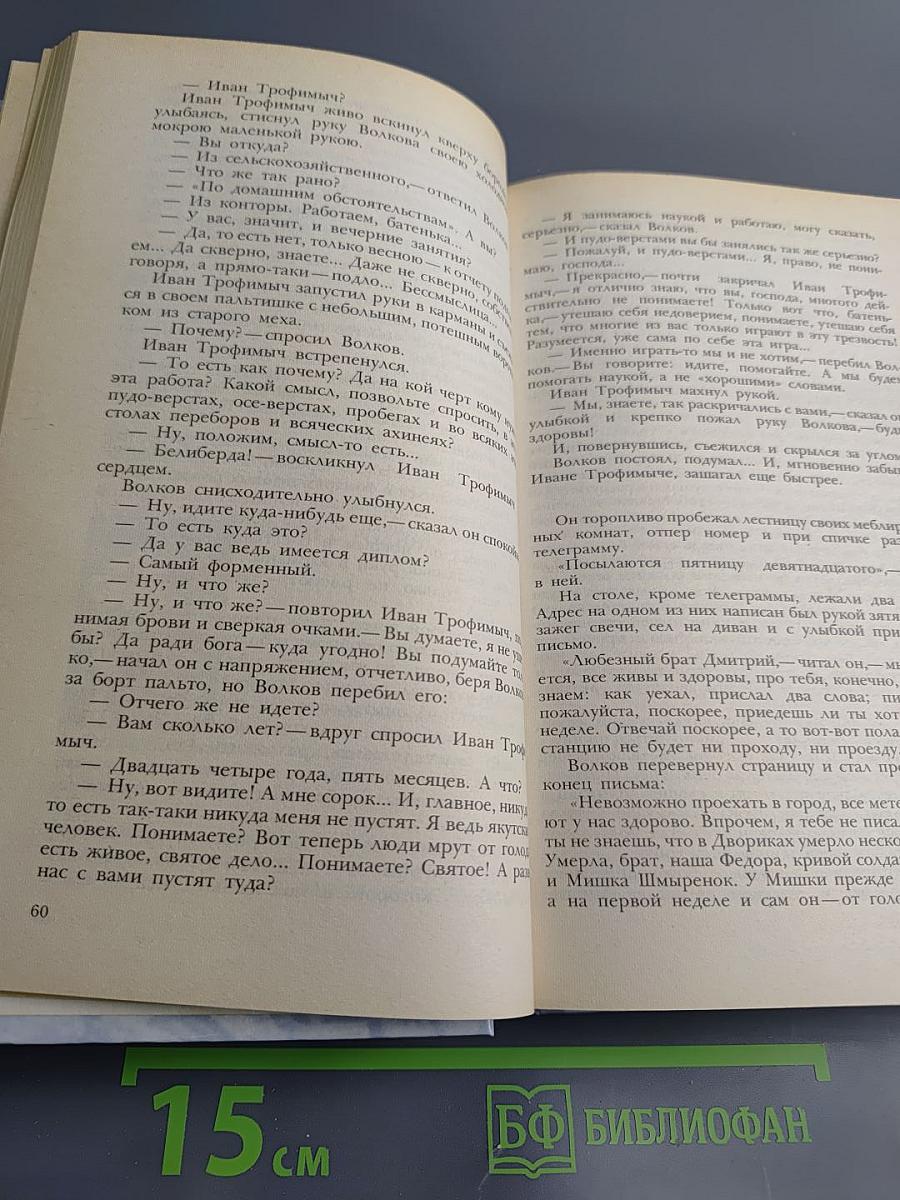 — Иван Трофимыч?
Иван Трофимыч живо вскинул кверху
улыбаясь, стиснул руку Волкова своею
мокрою маленькой рукою.
— Вы откуда?
— Из сельскохозяйственного,— ответил
— Что же так рано?
— «По домашним обстоятельствам». А вы?
— Из конторы. Работаем, батенька...
— У вас, значит, и вечерние занятия?
— Да, то есть нет, только весною — к отчету
ем... Да скверно, знаете... Даже не скверно,
говоря, а прямо-таки — подло... Бессмыслица...
Иван Трофимыч запустил руки в карманы и
ся в своем пальтишке с небольшим, потешным
ком из старого меха.
— Почему? — спросил Волков.
Иван Трофимыч встрепенулся.
— То есть как почему? Да на кой черт кому
эта работа? Какой смысл, позвольте спросить, в
пудо-верстах, осе-верстах, пробегах и во всяких
столах переборов и всяческих ахинеях?
— Ну, положим, смысл-то есть...
— Белиберда! — воскликнул Иван Трофимыч
сердцем.
Волков снисходительно улыбнулся.
— Ну, идите куда-нибудь еще,— сказал он
— То есть куда это?
— Да у вас ведь имеется диплом?
— Самый форменный.
— Ну, и что же?
— Ну, и что же? — повторил Иван Трофимыч,
нимая брови и сверкая очками.— Вы думаете, я не
бы? Да ради бога — куда угодно! Вы подумайте
ко,— начал он с напряжением, отчетливо, беря
за борт пальто, но Волков перебил его:
— Отчего же не идете?
— Вам сколько лет? — вдруг спросил Иван Троф
мыч.
— Двадцать четыре года, пять месяцев. А что?
— Ну, вот видите! А мне сорок... И, главное,
то есть так-таки никуда меня не пустят. Я ведь
человек. Понимаете? Вот теперь люди мрут от
есть живое, святое дело... Понимаете? Святое! А
нас с вами пустят туда?
60
— Я занимаюсь наукой и работаю, могу сказать,
серьезно,— сказал Волков.
— И пудо-верстами вы бы занялись так же серьезно?
— Пожалуй, и пудо-верстами... Я, право, не пони-
маю, господа...
— Прекрасно,— почти закричал Иван Трофи-
мыч,— я отлично знаю, что вы, господа, многого дей-
ствительно не понимаете! Только вот что, батень-
ка,— утешаю себя недоверием, понимаете, утешаю себя
тем, что многие из вас только играют в эту трезвость!
Разумеется, уже сама по себе эта игра...
— Именно играть-то мы и не хотим,— перебил Вол-
ков.— Вы говорите: идите, помогайте. А мы будем
помогать наукой, а не «хорошими» словами.
Иван Трофимыч махнул рукой.
— Мы, знаете, так раскричались с вами,— сказал
улыбкой и крепко пожал руку Волкова,—
здоровы!
И, повернувшись, съежился и скрылся за углом
Волков постоял, подумал... И, мгновенно
Иване Трофимыче, зашагал еще быстрее.
Он торопливо пробежал лестницу своих меблир
ных комнат, отпер номер и при спичке
телеграмму.
«Посылаются пятницу девятнадцатого»,—
в ней.
На столе, кроме телеграммы, лежали два
Адрес на одном из них написан был рукой зятя
зажег свечи, сел на диван и с улыбкой
письмо.
«Любезный брат Дмитрий,— читал он,—
ется, все живы и здоровы, про тебя, конечно,
знаем: как уехал, прислал два слова;
пожалуйста, поскорее, приедешь ли ты хот
неделе. Отвечай поскорее, а то вот-вот
станцию не будет ни проходу, ни проезду
Волков перевернул страницу и стал
конец письма:
«Невозможно проехать в город, все
ют у нас здорово. Впрочем, я тебе не
ты не знаешь, что в Двориках умерло
Умерла, брат, наша Федора, кривой
и Мишка Шмыренок. У Мишки прежде
а на первой неделе и сам он — от
15 см
БФ БИБЛИОФАН